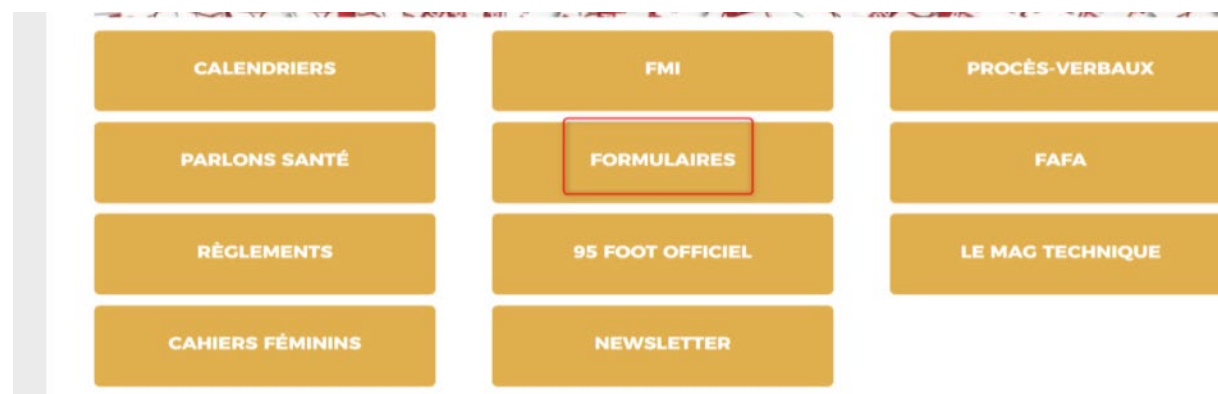 CALENDRIERS
FMI
PROCÈS-VERBAUX
PARLONS SANTÉ
FORMULAIRES
FAFA
RÈGLEMENTS
95 FOOT OFFICIEL
LE MAG TECHNIQUE
CAHIERS FÉMININS
NEWSLETTER